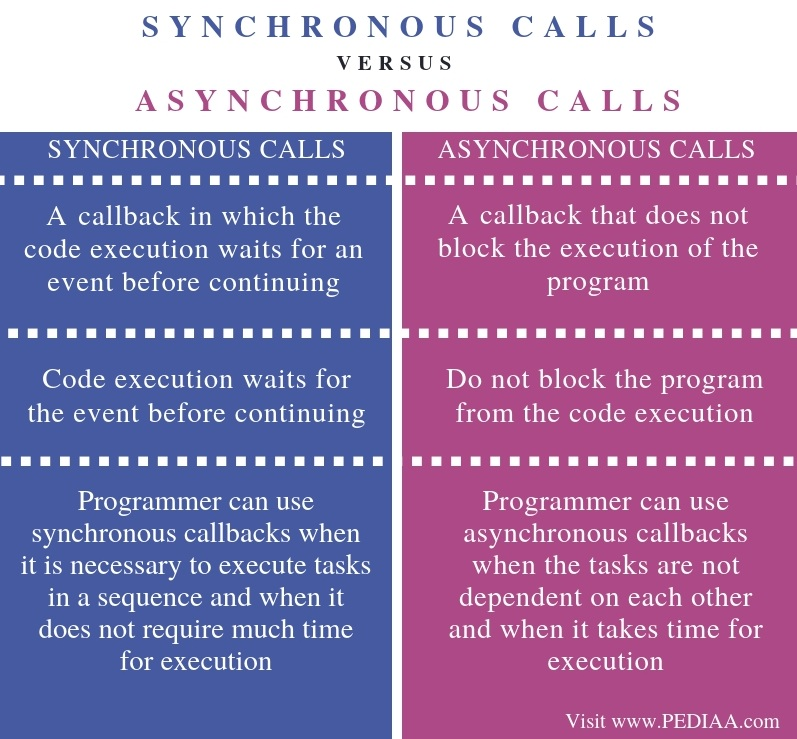 SYNCHRONOUS CALLS
VERSUS
ASYNCHRONOUS CALLS
SYNCHRONOUS CALLS
A callback in which the
code execution waits for an
event before continuing
Code execution waits for
the event before continuing
Programmer can use
synchronous callbacks when
it is necessary to execute tasks
in a sequence and when it
does not require much time
for execution
ASYNCHRONOUS CALLS
A callback that does not
block the execution of the
program
Do not block the program
from the code execution
Programmer can use
asynchronous callbacks
when the tasks are not
dependent on each other
and when it takes time for
execution
Visit www.PEDIAA.com